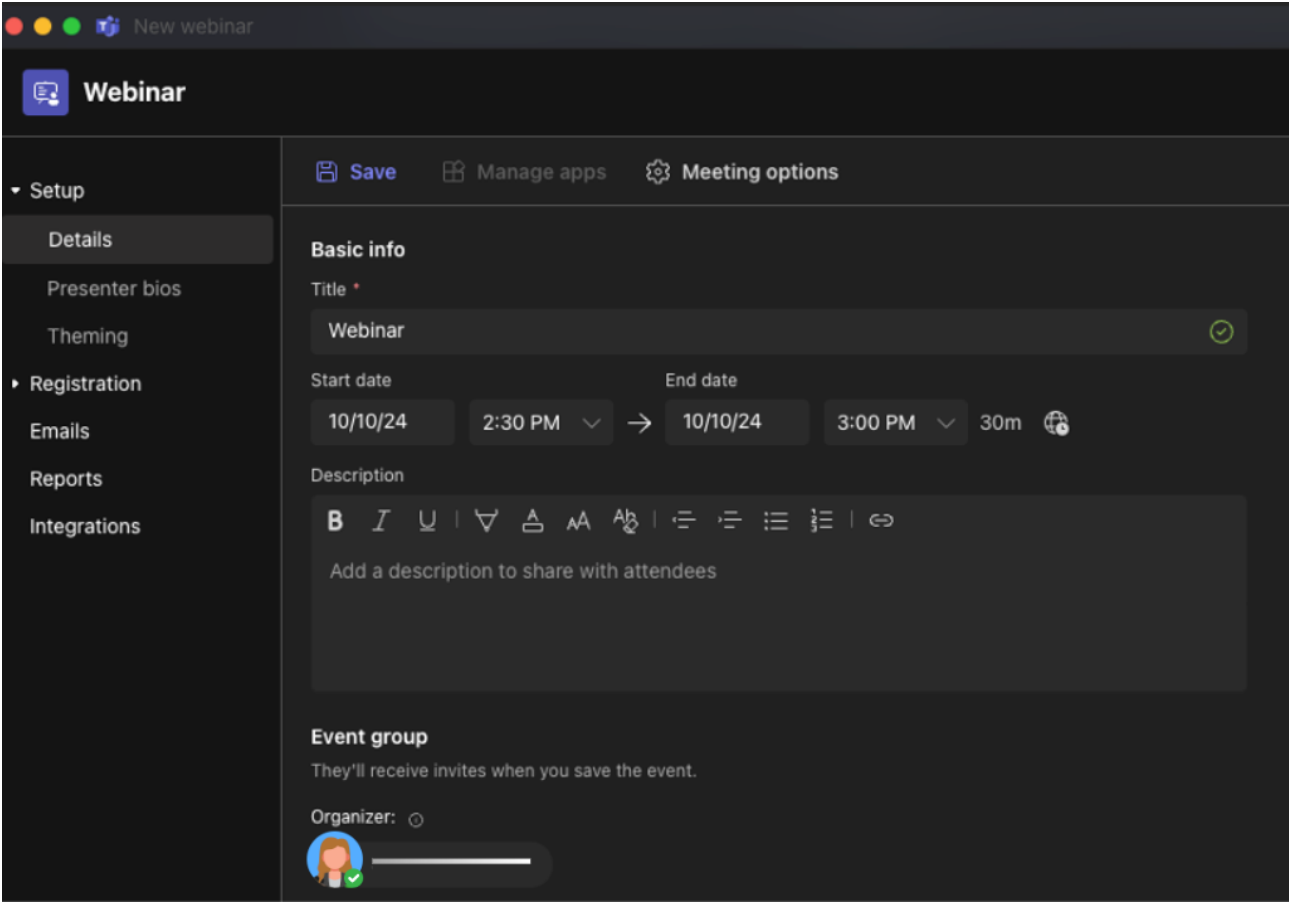 New webinar
Webinar
Setup
Details
Presenter bios
Theming
Registration
Emails
Reports
Integrations
Save Manage apps Meeting options
Basic info
Title *
Webinar
Start date End date
10/10/24 2:30 PM → 10/10/24 3:00 PM 30m
Description
B I U A AA Ab
Add a description to share with attendees
Event group
They'll receive invites when you save the event.
Organizer: